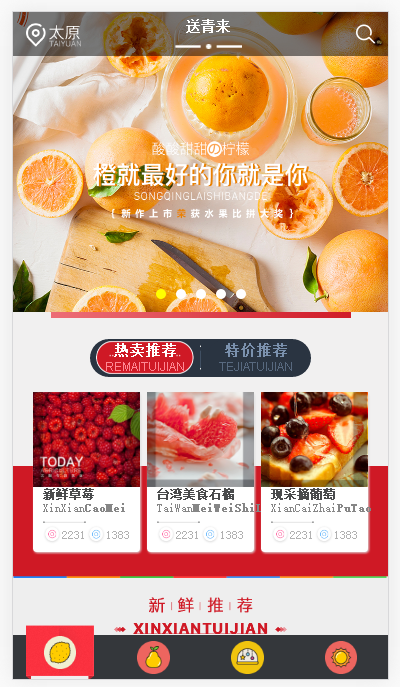 太原
TAIYUAN
送青来
酸酸甜甜の柠檬
橙就最好的你就是你
SONGQINGLAISHIBANGDE
{ 新作上市 获水果比拼大奖 }
热卖推荐
REMAITUIJIAN
特价推荐
TEJIATUIJIAN
TODAY
新鲜草莓
XinXianCaoMei
2231 1383
台湾美食石榴
TaiWanMeiWeiShiL
2231 1383
现采摘葡萄
XianCaiZhaiPuTao
2231 1383
新鲜推荐
XINXIANTUIJIAN